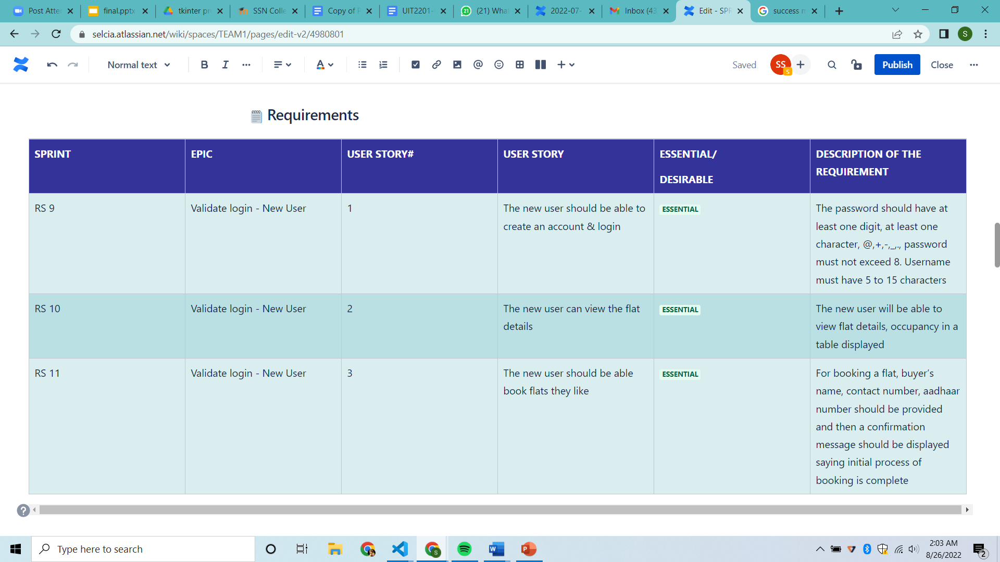 Post Atter
final.pptx
tkinter pr
SSN Colle
Copy of P
UIT2201-
(21) What
2022-07-
Inbox (43
Edit - SPR
success m
selcia.atlassian.net/wiki/spaces/TEAM1/pages/edit-v2/4980801
S
Normal text
B I A @
Saved
SS
S
Publish
Close
Requirements
SPRINT EPIC USER STORY# USER STORY ESSENTIAL/ DESCRIPTION OF THE
DESIRABLE REQUIREMENT
RS 9 Validate login - New User 1 The new user should be able to ESSENTIAL The password should have at
create an account & login least one digit, at least one
character, @,+,-,_,., password
must not exceed 8. Username
must have 5 to 15 characters
RS 10 Validate login - New User 2 The new user can view the flat ESSENTIAL The new user will be able to
details view flat details, occupancy in a
table displayed
RS 11 Validate login - New User 3 The new user should be able ESSENTIAL For booking a flat, buyer’s
book flats they like name, contact number, aadhaar
number should be provided
and then a confirmation
message should be displayed
saying initial process of
booking is complete
?
Type here to search
2:03 AM
8/26/2022
2